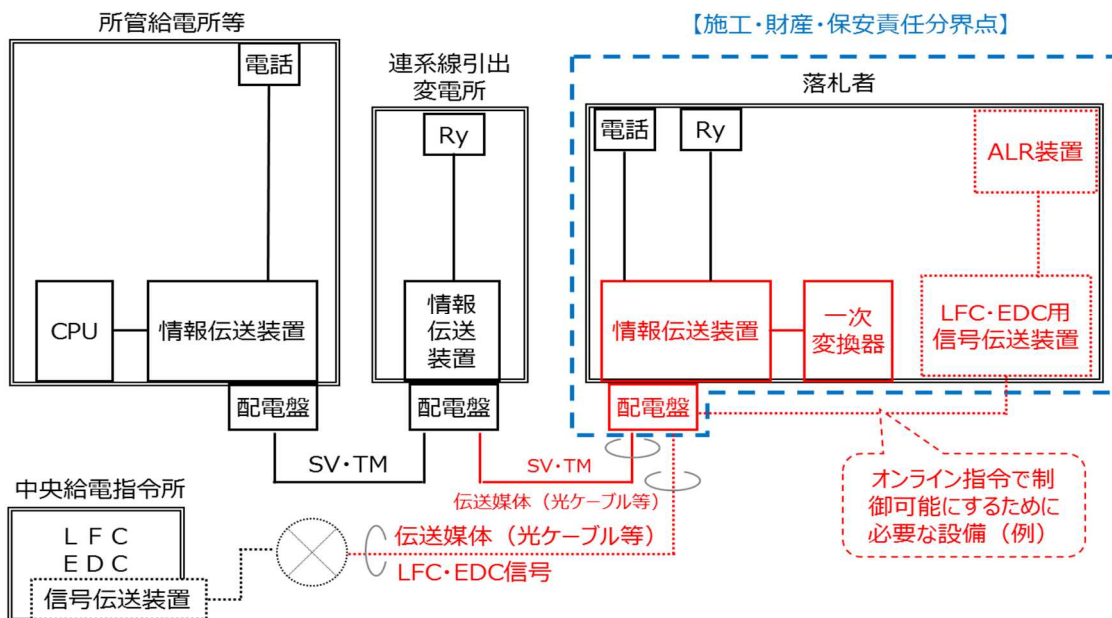 所管給電所等
電話
CPU
情報伝送装置
配電盤
連系線引出
変電所
Ry
情報
伝送
装置
配電盤
【施工・財産・保安責任分界点】
落札者
電話
Ry
ALR装置
情報伝送装置
一次
変換器
LFC・EDC用
信号伝送装置
配電盤
SV・TM
SV・TM
伝送媒体（光ケーブル等）
オンライン指令で制
御可能にするために
必要な設備（例）
中央給電指令所
ＬＦＣ
ＥＤＣ
信号伝送装置
伝送媒体（光ケーブル等）
LFC・EDC信号